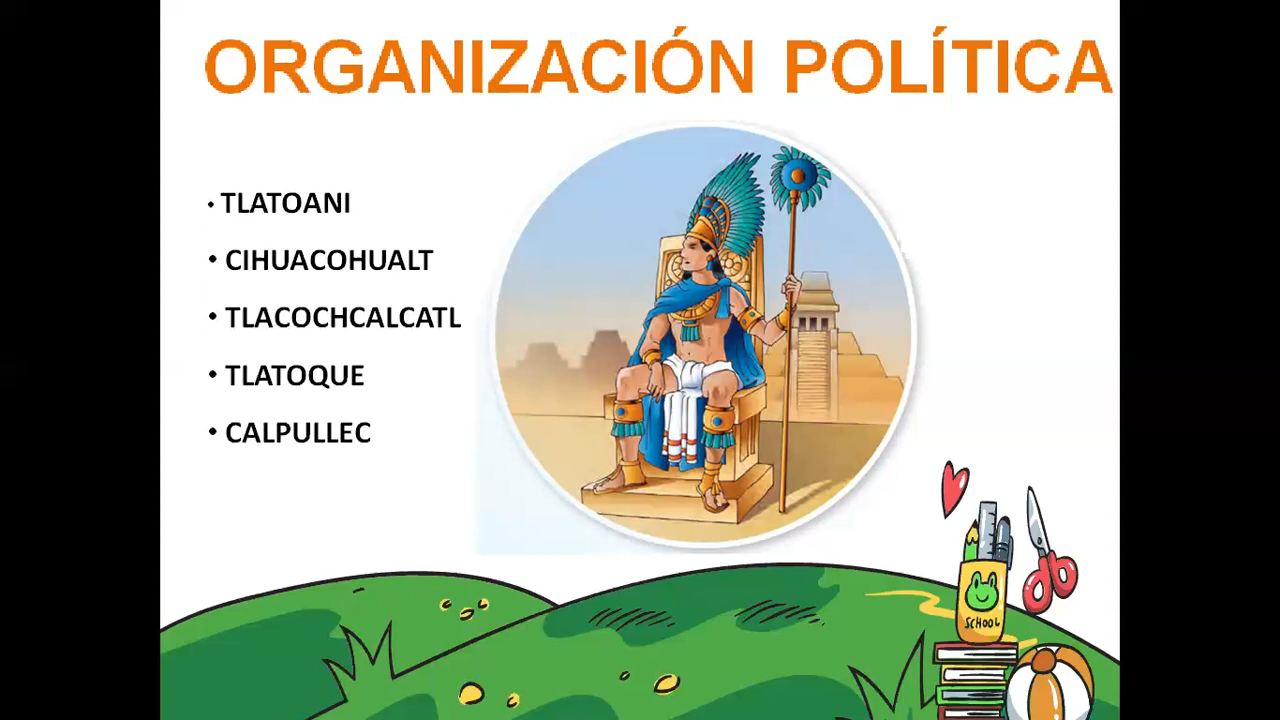 ORGANIZACIÓN POLÍTICA
• TLATOANI
• CIHUACOHUALT
• TLACOCHCALCATL
• TLATOQUE
• CALPULLEC
SCHOOL